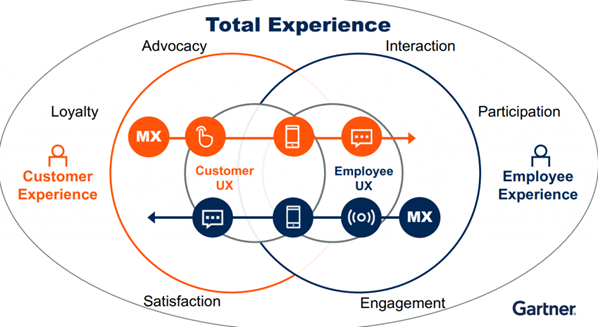 Total Experience
Advocacy
Interaction
Loyalty
Participation
MX
Customer
Experience
Customer
UX
Employee
UX
Employee
Experience
MX
Satisfaction
Engagement
Gartner